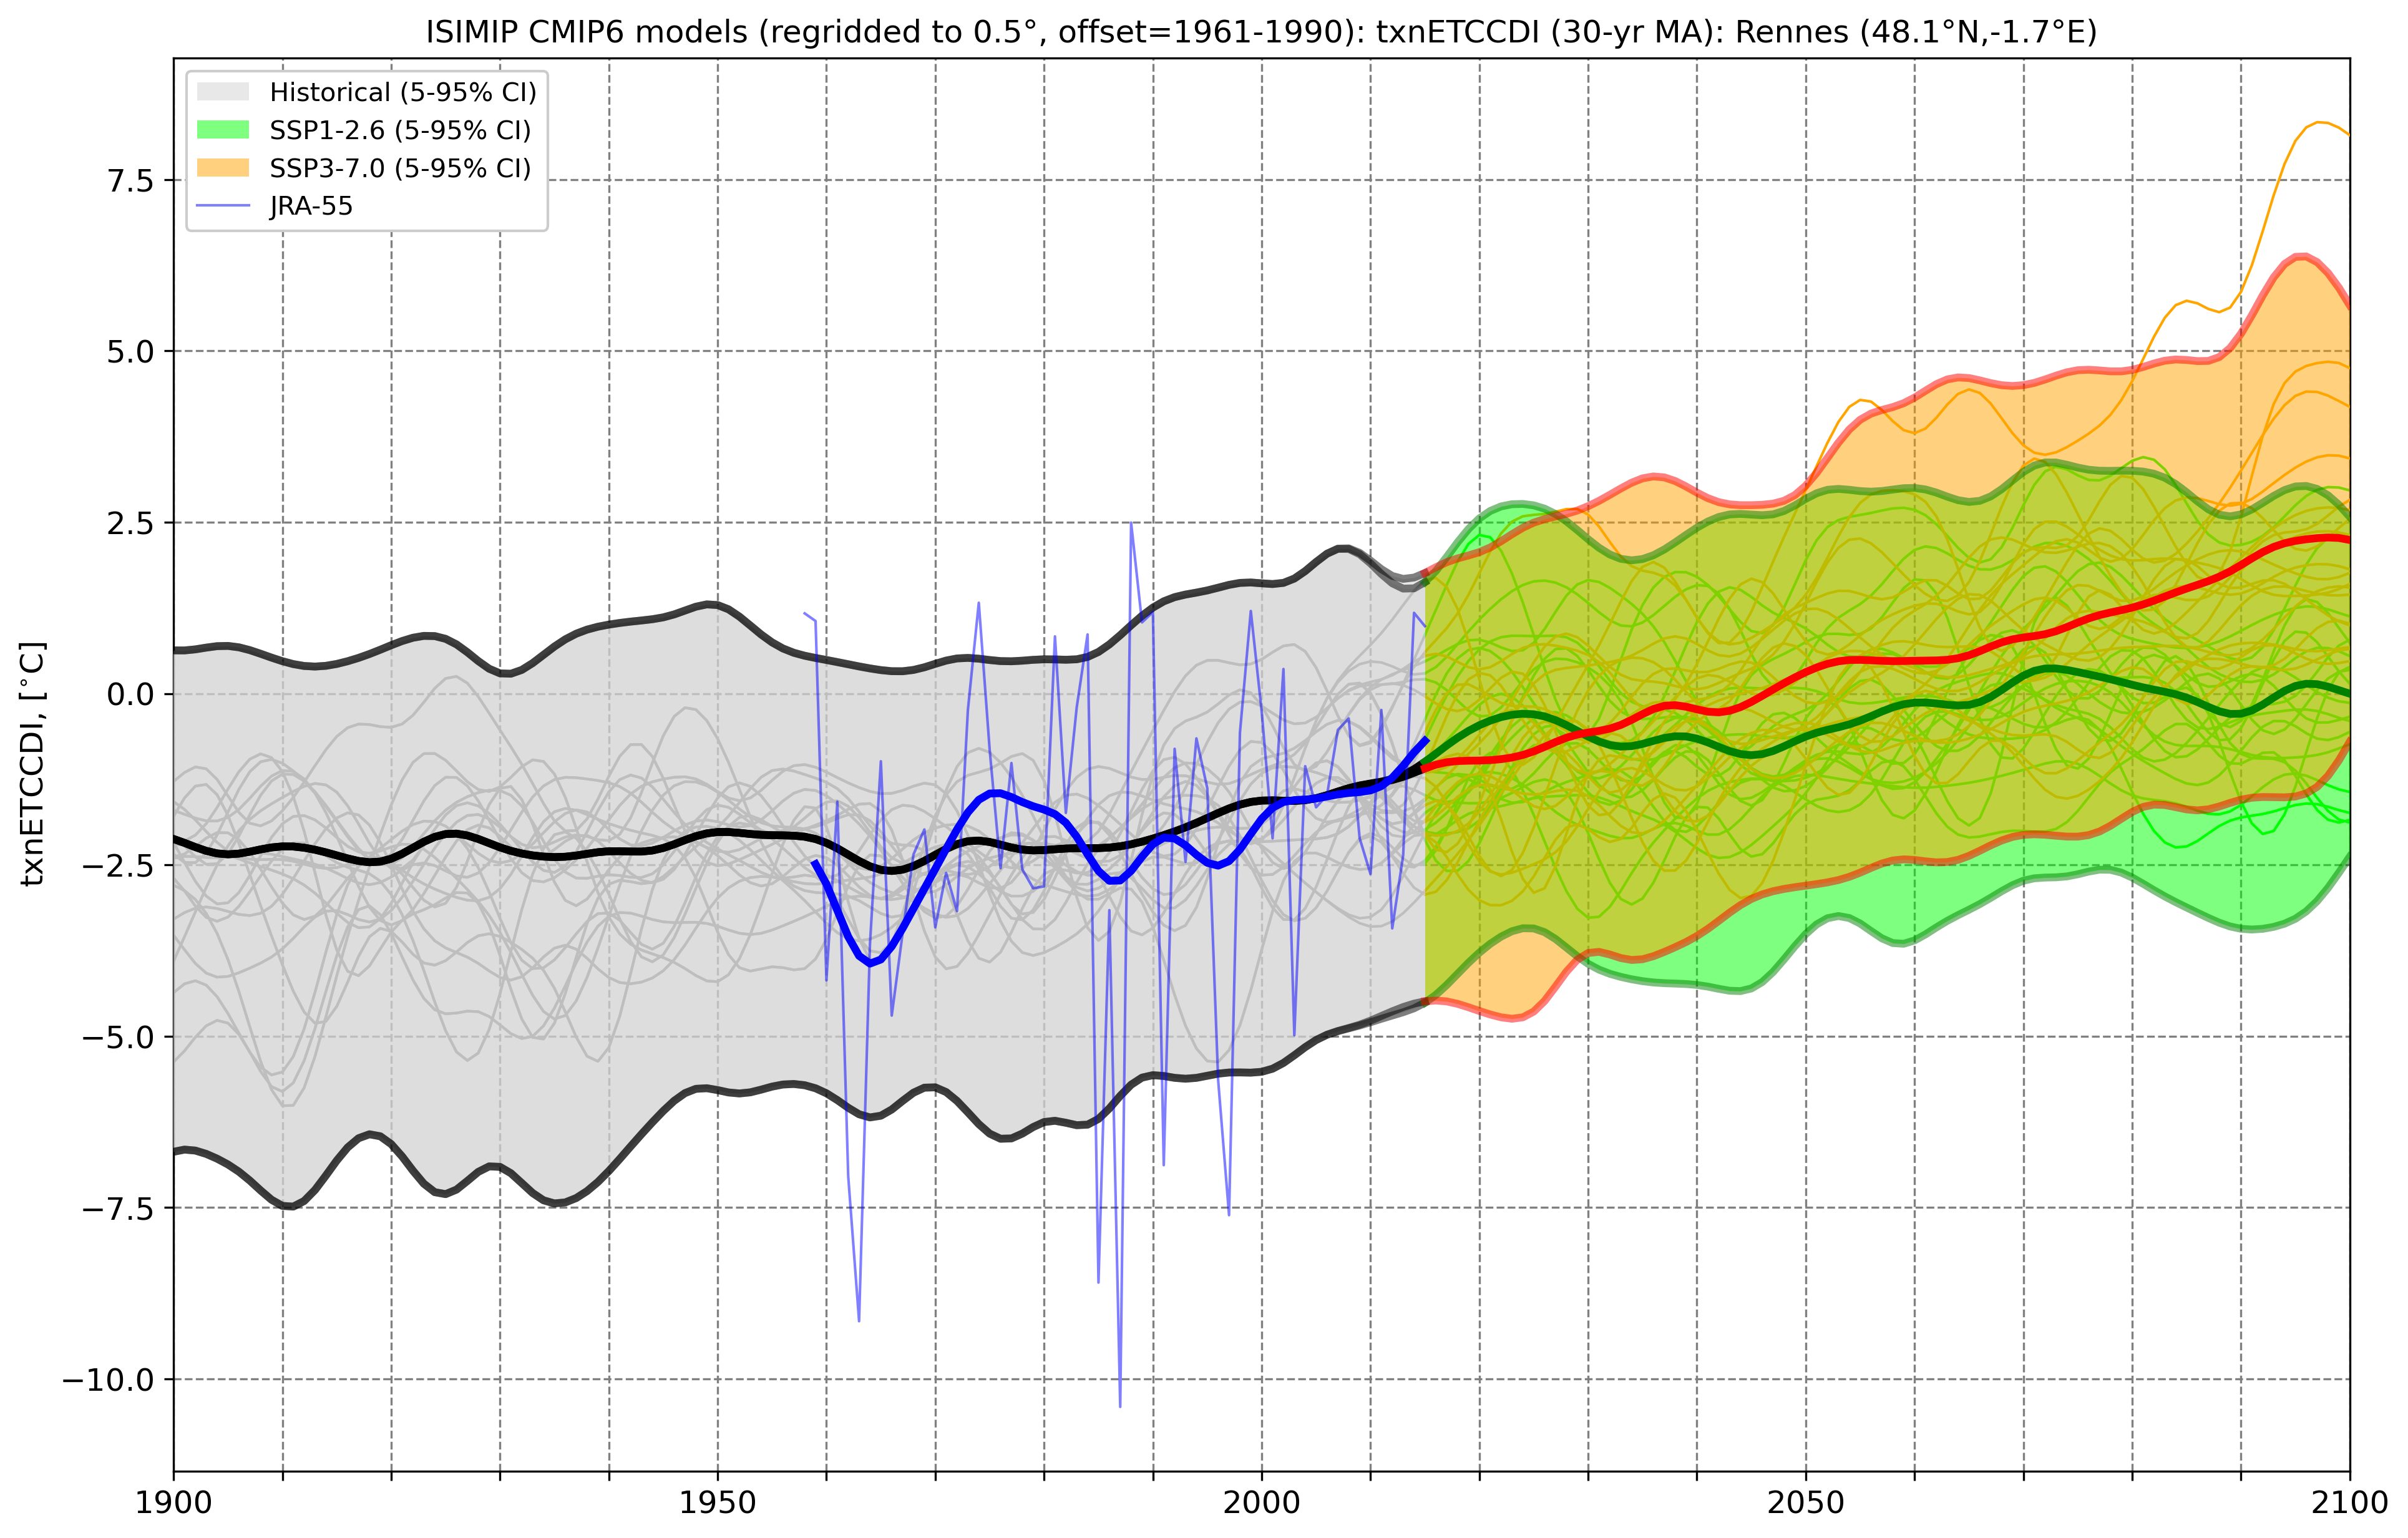 ISIMIP CMIP6 models (regridded to 0.5°, offset=1961-1990): txnETCCDI (30-yr MA): Rennes (48.1°N,-1.7°E)
Historical (5-95% CI)
SSP1-2.6 (5-95% CI)
SSP3-7.0 (5-95% CI)
JRA-55
txnETCCDI, [°C]
7.5
5.0
2.5
0.0
−2.5
−5.0
−7.5
−10.0
1900 1950 2000 2050 2100